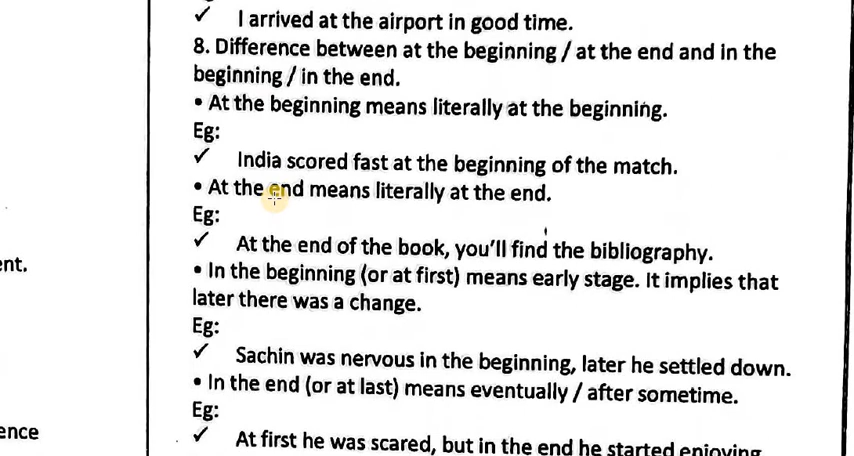 ✓ I arrived at the airport in good time.
8. Difference between at the beginning / at the end and in the
beginning / in the end.
• At the beginning means literally at the beginning.
Eg:
✓ India scored fast at the beginning of the match.
• At the end means literally at the end.
Eg:
✓ At the end of the book, you'll find the bibliography.
ent.
• In the beginning (or at first) means early stage. It implies that
later there was a change.
Eg:
✓ Sachin was nervous in the beginning, later he settled down.
• In the end (or at last) means eventually / after sometime.
Eg:
ence
✓ At first he was scared, but in the end he started enjoying